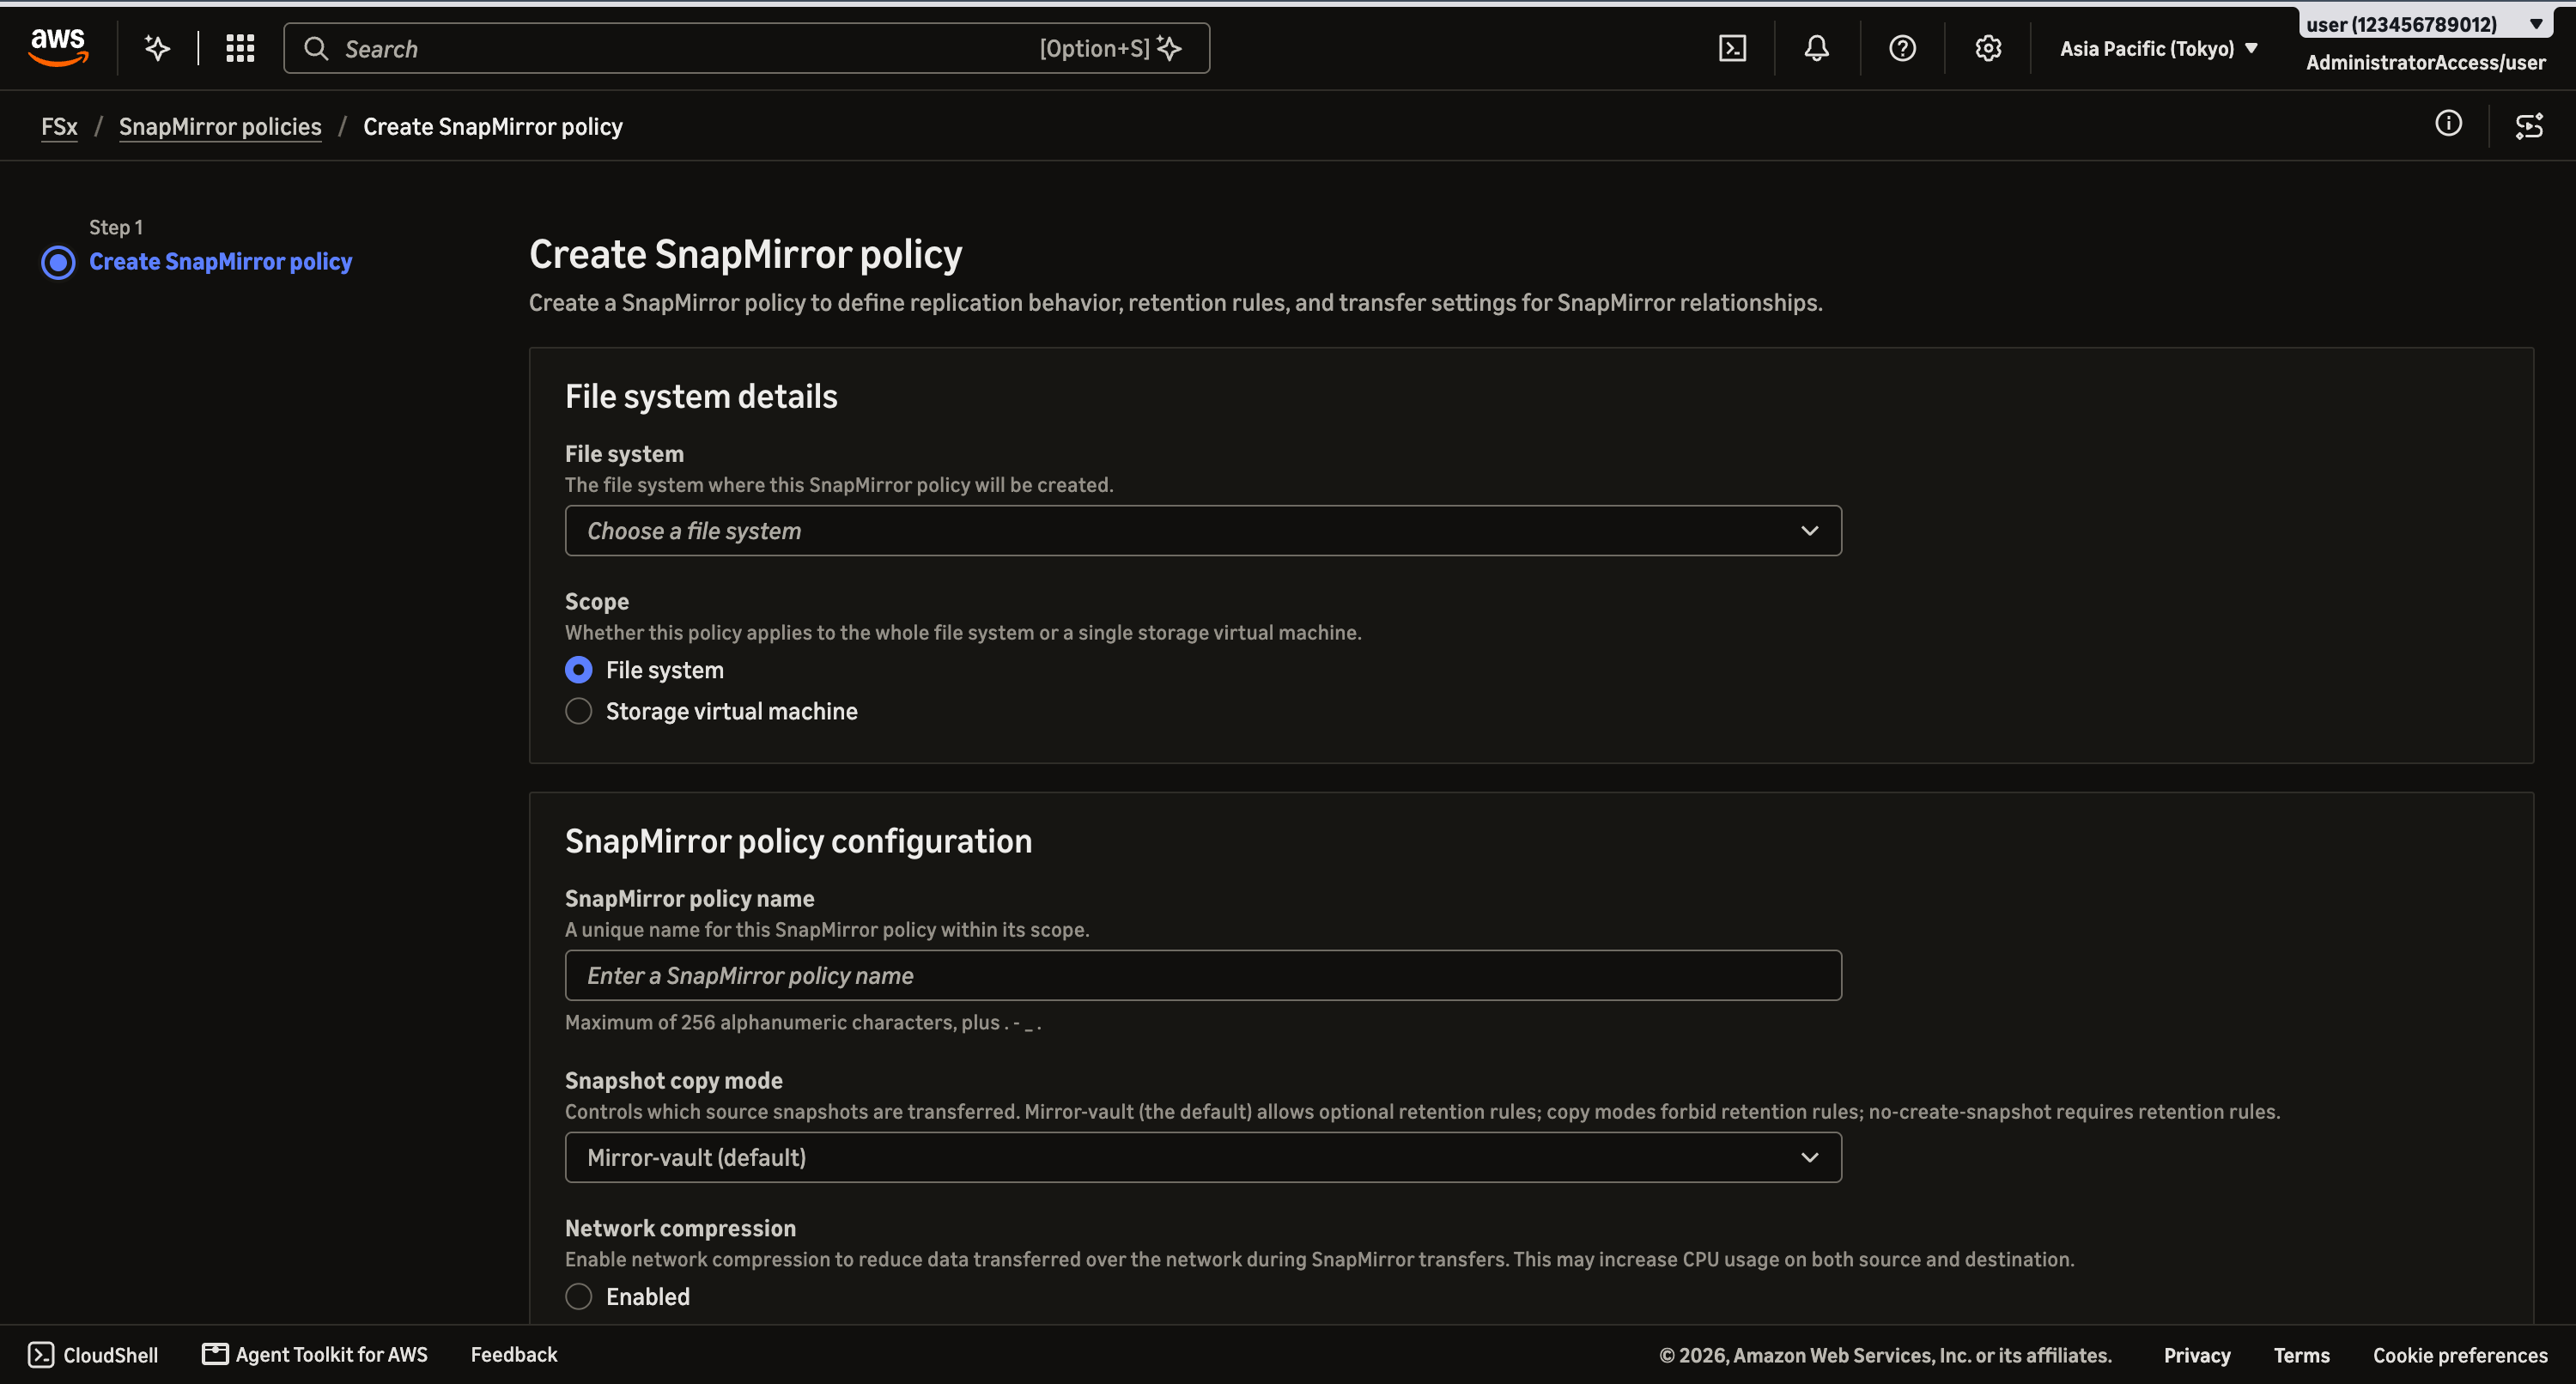 aws
Search
[Option+S]
Asia Pacific (Tokyo)
user (123456789012)
AdministratorAccess/user
FSx / SnapMirror policies / Create SnapMirror policy
Step 1
Create SnapMirror policy
Create SnapMirror policy
Create a SnapMirror policy to define replication behavior, retention rules, and transfer settings for SnapMirror relationships.
File system details
File system
The file system where this SnapMirror policy will be created.
Choose a file system
Scope
Whether this policy applies to the whole file system or a single storage virtual machine.
File system
Storage virtual machine
SnapMirror policy configuration
SnapMirror policy name
A unique name for this SnapMirror policy within its scope.
Enter a SnapMirror policy name
Maximum of 256 alphanumeric characters, plus . - _ .
Snapshot copy mode
Controls which source snapshots are transferred. Mirror-vault (the default) allows optional retention rules; copy modes forbid retention rules; no-create-snapshot requires retention rules.
Mirror-vault (default)
Network compression
Enable network compression to reduce data transferred over the network during SnapMirror transfers. This may increase CPU usage on both source and destination.
Enabled
CloudShell
Agent Toolkit for AWS
Feedback
© 2026, Amazon Web Services, Inc. or its affiliates.
Privacy
Terms
Cookie preferences